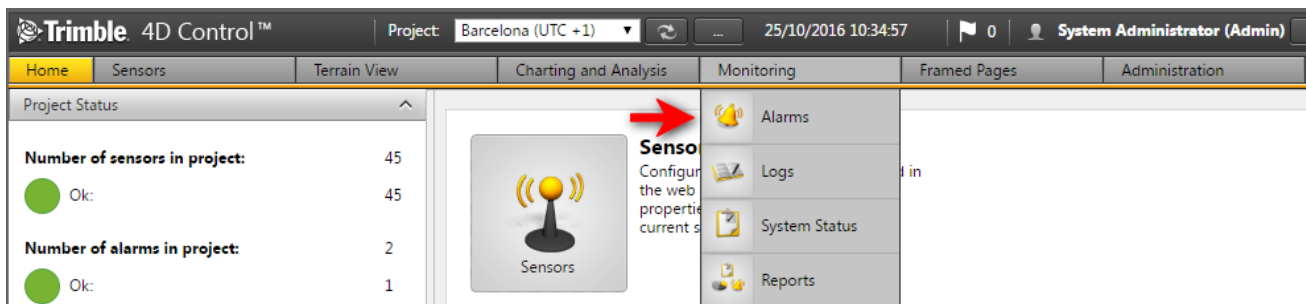 Trimble. 4D Control™ Project: Barcelona (UTC +1) ... 25/10/2016 10:34:57 0 System Administrator (Admin)
Home Sensors Terrain View Charting and Analysis Monitoring Framed Pages Administration
Project Status
Number of sensors in project: 45
Ok: 45
Number of alarms in project: 2
Ok: 1
Sensors
Senso
Configur
the web
propertie
current s
d in
Alarms
Logs
System Status
Reports